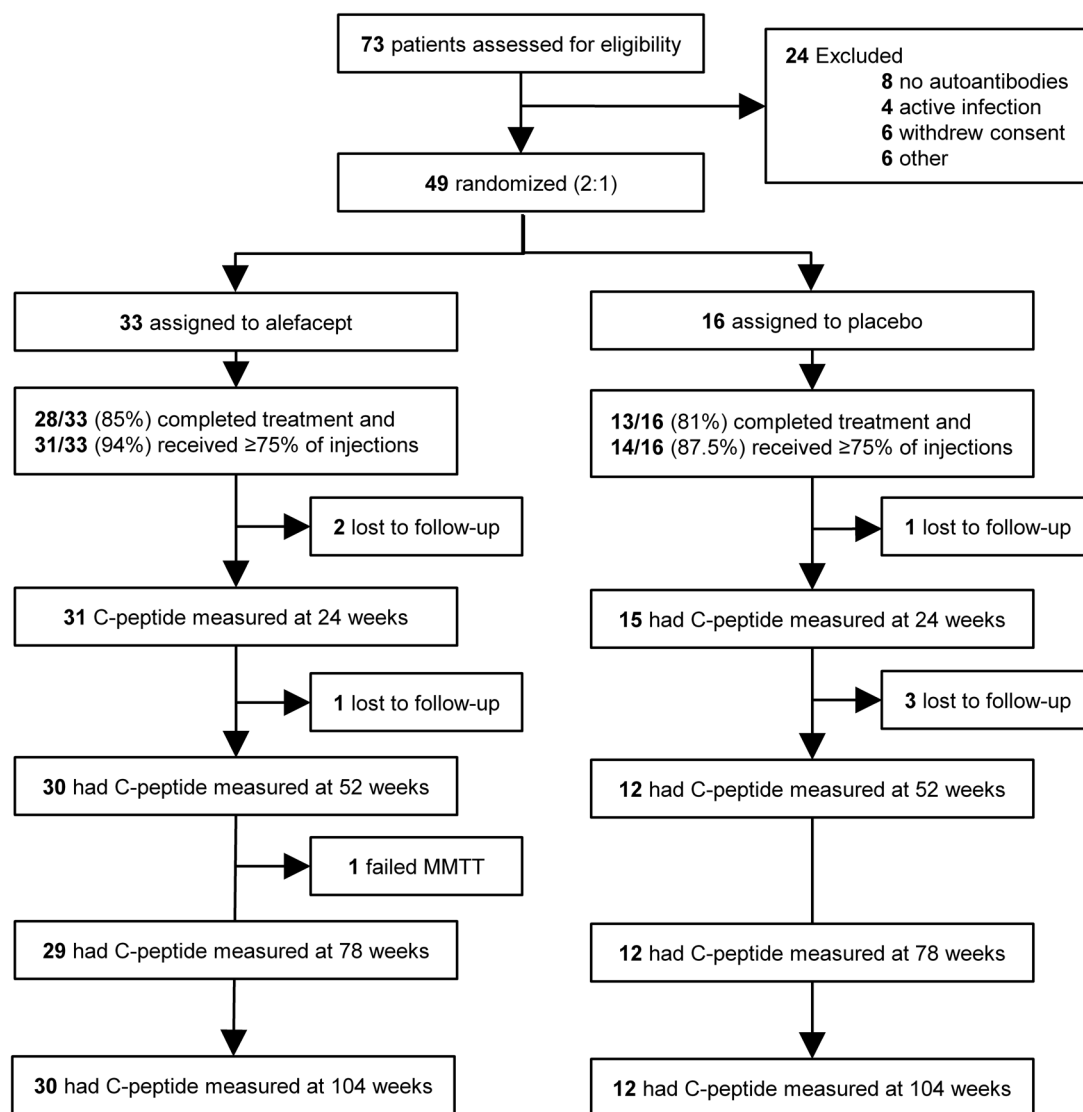 73 patients assessed for eligibility
24 Excluded
8 no autoantibodies
4 active infection
6 withdrew consent
6 other
49 randomized (2:1)
33 assigned to alefacept
16 assigned to placebo
28/33 (85%) completed treatment and
31/33 (94%) received ≥75% of injections
13/16 (81%) completed treatment and
14/16 (87.5%) received ≥75% of injections
2 lost to follow-up
1 lost to follow-up
31 C-peptide measured at 24 weeks
15 had C-peptide measured at 24 weeks
1 lost to follow-up
3 lost to follow-up
30 had C-peptide measured at 52 weeks
12 had C-peptide measured at 52 weeks
1 failed MMTT
29 had C-peptide measured at 78 weeks
12 had C-peptide measured at 78 weeks
30 had C-peptide measured at 104 weeks
12 had C-peptide measured at 104 weeks